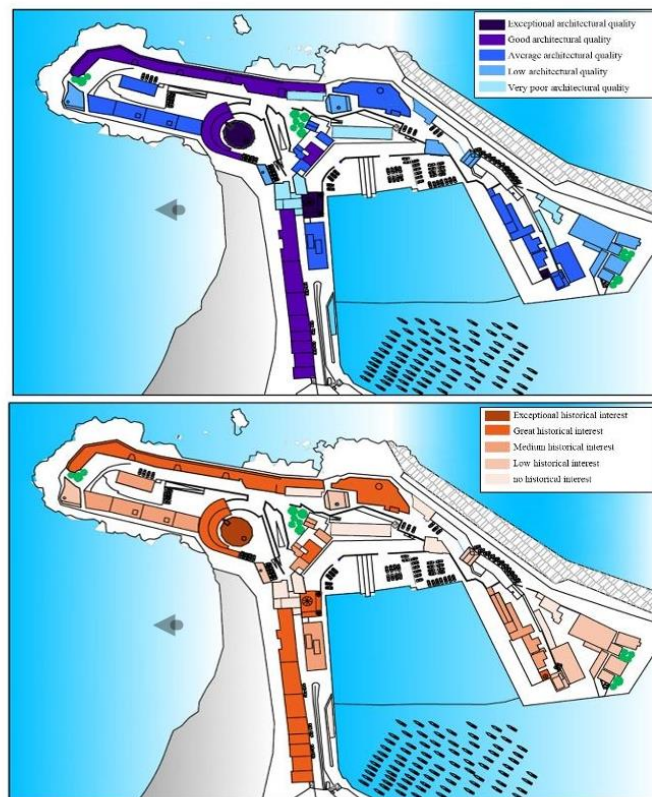 Exceptional architectural quality
Good architectural quality
Average architectural quality
Low architectural quality
Very poor architectural quality
Exceptional historical interest
Great historical interest
Medium historical interest
Low historical interest
no historical interest